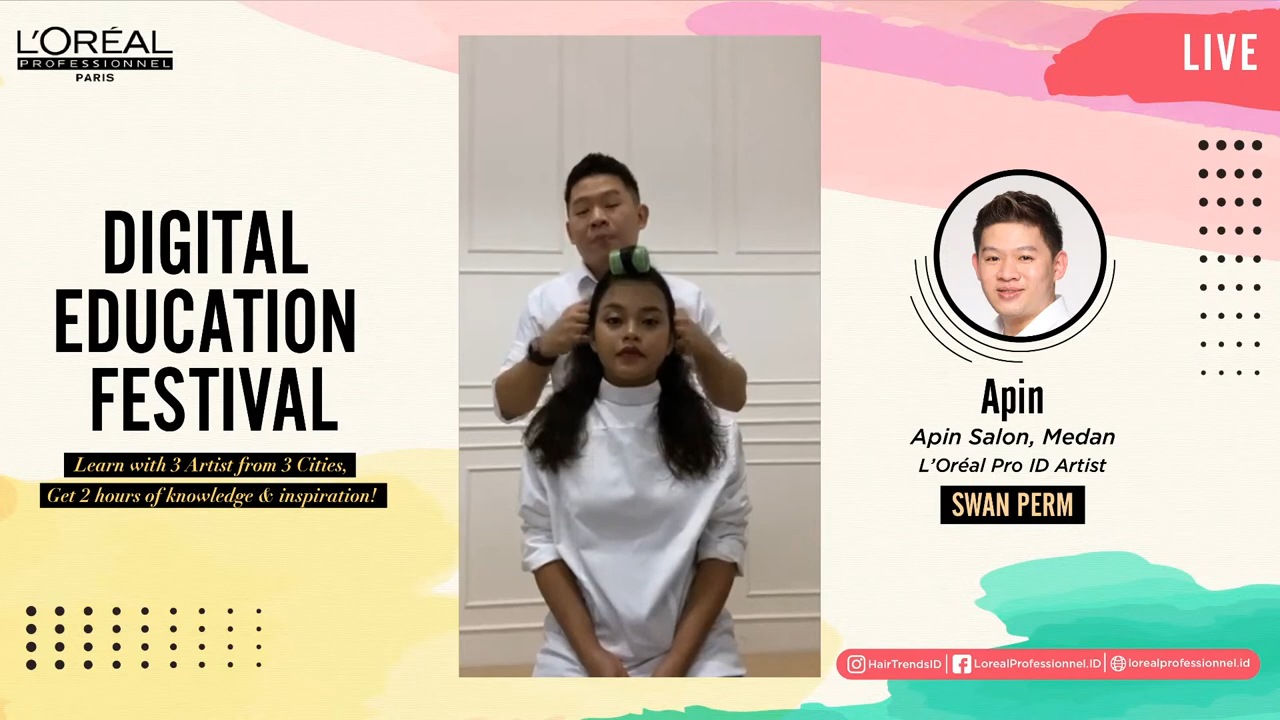 L'ORÉAL
PROFESSIONNEL
PARIS
LIVE
DIGITAL
EDUCATION
FESTIVAL
Learn with 3 Artist from 3 Cities,
Get 2 hours of knowledge & inspiration!
Apin
Apin Salon, Medan
L'Oréal Pro ID Artist
SWAN PERM
HairTrendsID | LorealProfessionnel.ID | lorealprofessionnel.id